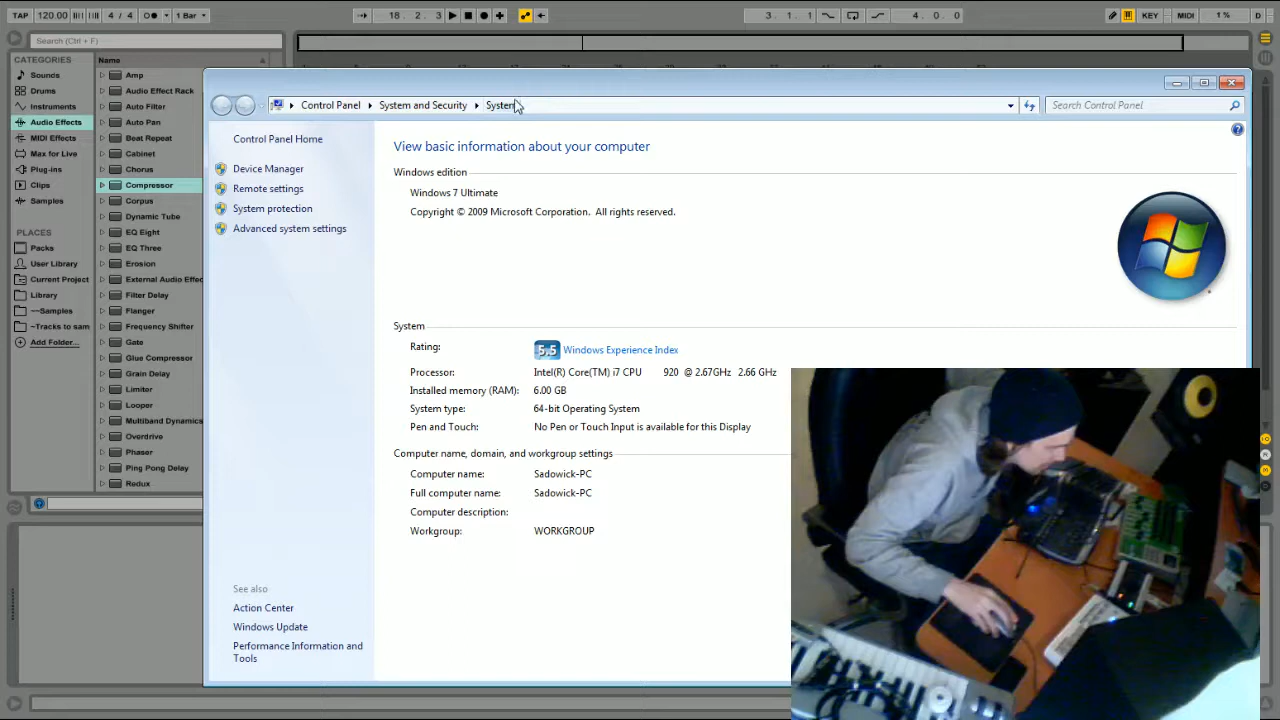 TAP 120.00 4 / 4 1 Bar 18 . 2 . 3 3 . 1 . 1 4 . 0 . 0 KEY MIDI 1 % D
Search (Ctrl + F)
CATEGORIES
Sounds
Drums
Instruments
Audio Effects
MIDI Effects
Max for Live
Plug-ins
Clips
Samples
PLACES
Packs
User Library
Current Project
Library
~~Samples
~Tracks to sam
Add Folder...
Name
Amp
Audio Effect Rack
Auto Filter
Auto Pan
Beat Repeat
Cabinet
Chorus
Compressor
Corpus
Dynamic Tube
EQ Eight
EQ Three
Erosion
External Audio Effe
Filter Delay
Flanger
Frequency Shifter
Gate
Glue Compressor
Grain Delay
Limiter
Looper
Multiband Dynamics
Overdrive
Phaser
Ping Pong Delay
Redux
Control Panel System and Security System
Search Control Panel
Control Panel Home
Device Manager
Remote settings
System protection
Advanced system settings
See also
Action Center
Windows Update
Performance Information and
Tools
View basic information about your computer
Windows edition
Windows 7 Ultimate
Copyright © 2009 Microsoft Corporation. All rights reserved.
System
Rating: 5.5 Windows Experience Index
Processor: Intel(R) Core(TM) i7 CPU 920 @ 2.67GHz 2.66 GHz
Installed memory (RAM): 6.00 GB
System type: 64-bit Operating System
Pen and Touch: No Pen or Touch Input is available for this Display
Computer name, domain, and workgroup settings
Computer name: Sadowick-PC
Full computer name: Sadowick-PC
Computer description:
Workgroup: WORKGROUP